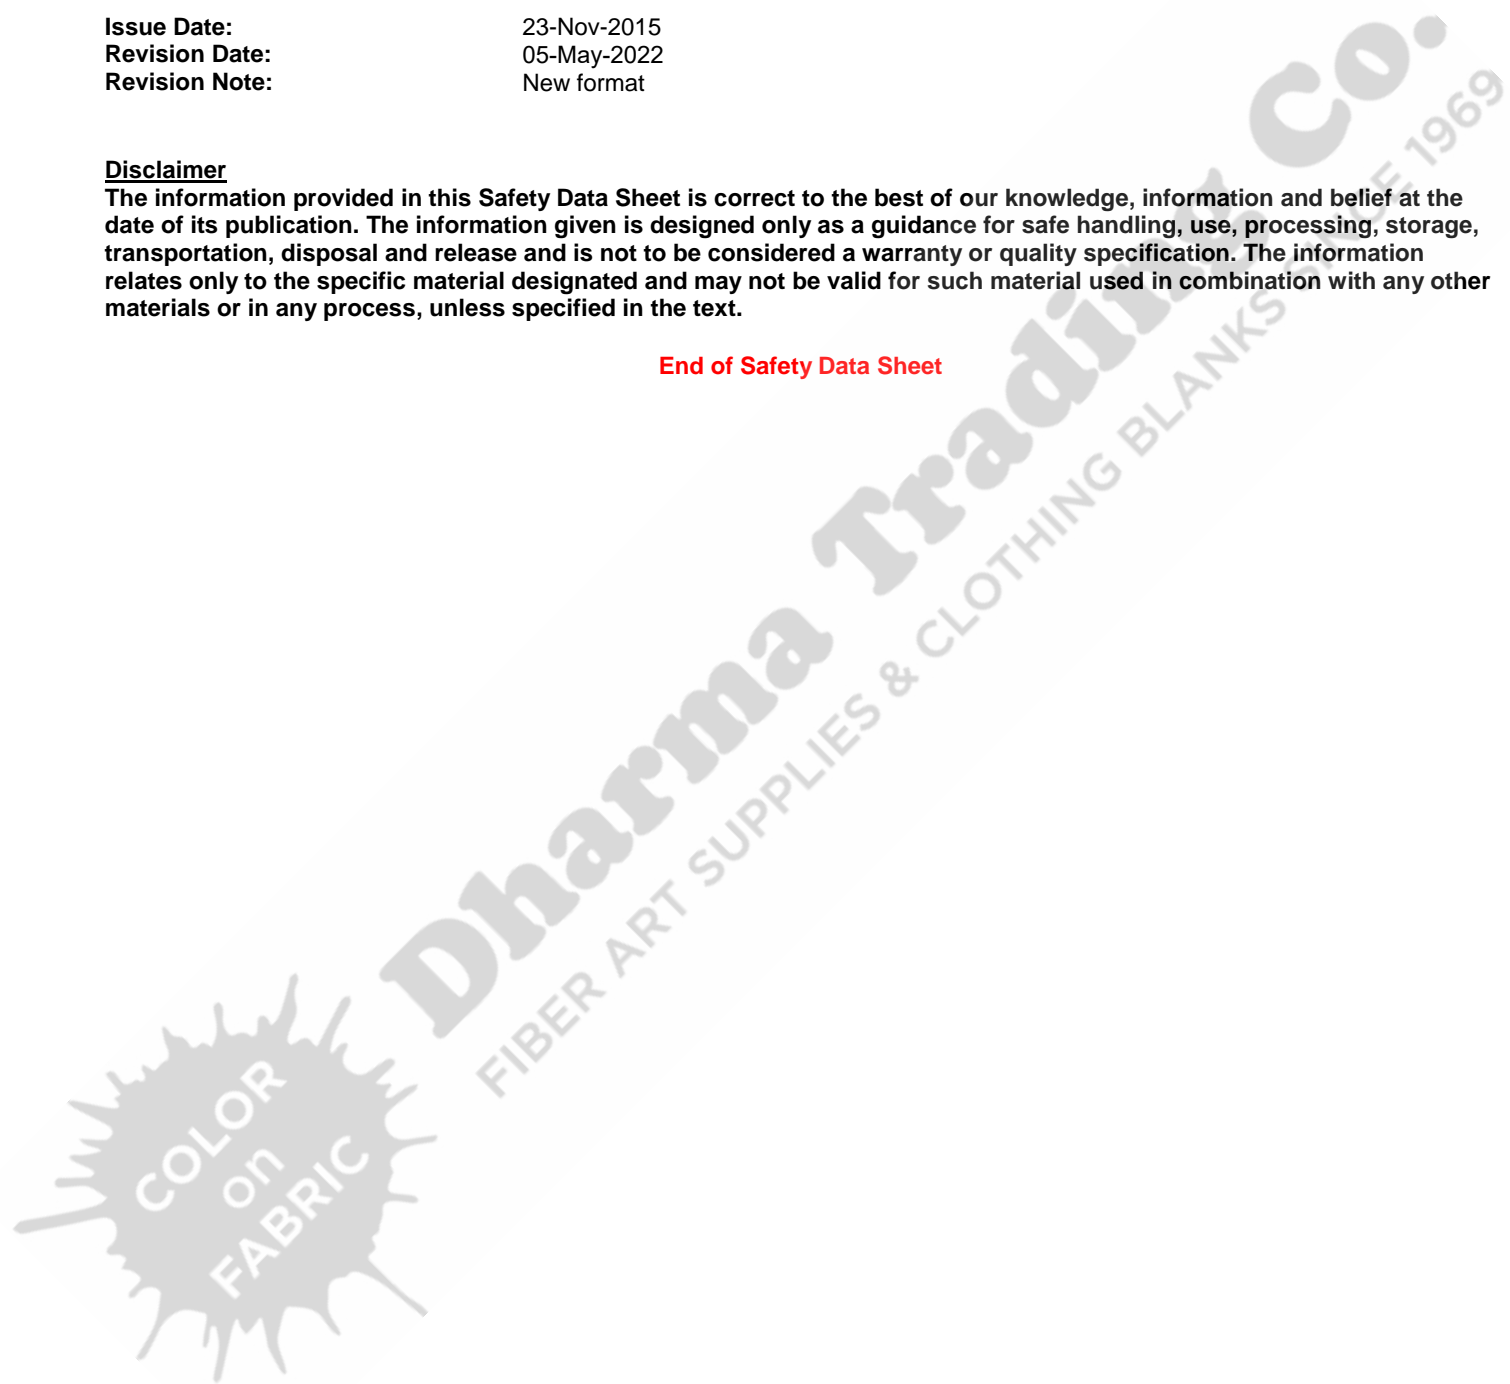 Issue Date: 23-Nov-2015
Revision Date: 05-May-2022
Revision Note: New format
Disclaimer
The information provided in this Safety Data Sheet is correct to the best of our knowledge, information and belief at the
date of its publication. The information given is designed only as a guidance for safe handling, use, processing, storage,
transportation, disposal and release and is not to be considered a warranty or quality specification. The information
relates only to the specific material designated and may not be valid for such material used in combination with any other
materials or in any process, unless specified in the text.
End of Safety Data Sheet
Dharma Trading Co.
FIBER ART SUPPLIES & CLOTHING BLANKS SINCE 1969
COLOR
on
FABRIC